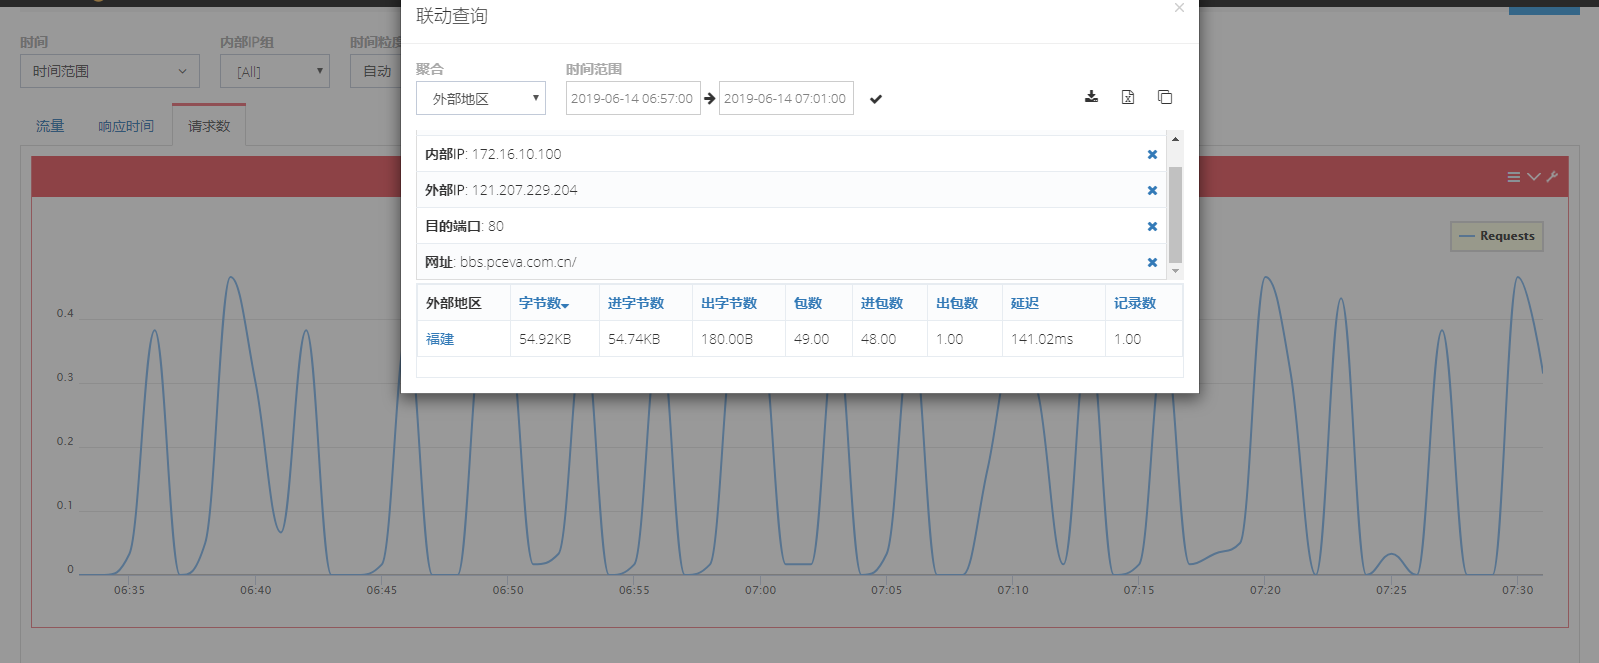 联动查询
×
时间
内部IP组
时间粒度
时间范围
[All]
自动
聚合
时间范围
外部地区
2019-06-14 06:57:00
2019-06-14 07:01:00
流量
响应时间
请求数
内部IP: 172.16.10.100
外部IP: 121.207.229.204
目的端口: 80
网址: bbs.pceva.com.cn/
外部地区 字节数 进字节数 出字节数 包数 进包数 出包数 延迟 记录数
福建 54.92KB 54.74KB 180.00B 49.00 48.00 1.00 141.02ms 1.00
Requests
0.4
0.3
0.2
0.1
0
06:35 06:40 06:45 06:50 06:55 07:00 07:05 07:10 07:15 07:20 07:25 07:30